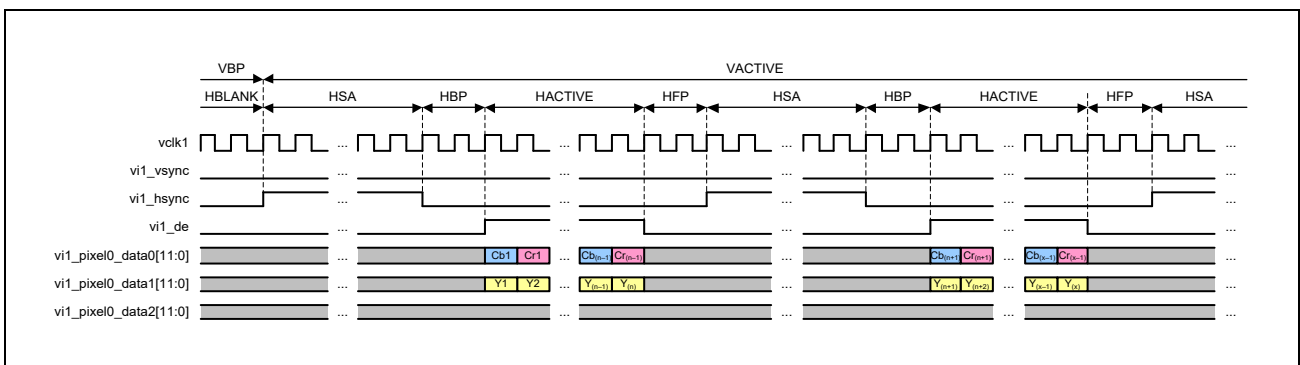 VBP VACTIVE
HBLANK HSA HBP HACTIVE HFP HSA HBP HACTIVE HFP HSA
vclk1 ... ... ... ... ...
vi1_vsync ... ... ... ... ...
vi1_hsync ... ... ... ... ...
vi1_de ... ... ... ... ...
vi1_pixel0_data0[11:0] ... Cb1 Cr1 ... Cb(n−1) Cr(n−1) ... Cb(n+1) Cr(n+1) ... Cb(x−1) Cr(x−1) ...
vi1_pixel0_data1[11:0] ... Y1 Y2 ... Y(n−1) Y(n) ... Y(n+1) Y(n+2) ... Y(x−1) Y(x) ...
vi1_pixel0_data2[11:0] ... ... ... ... ...